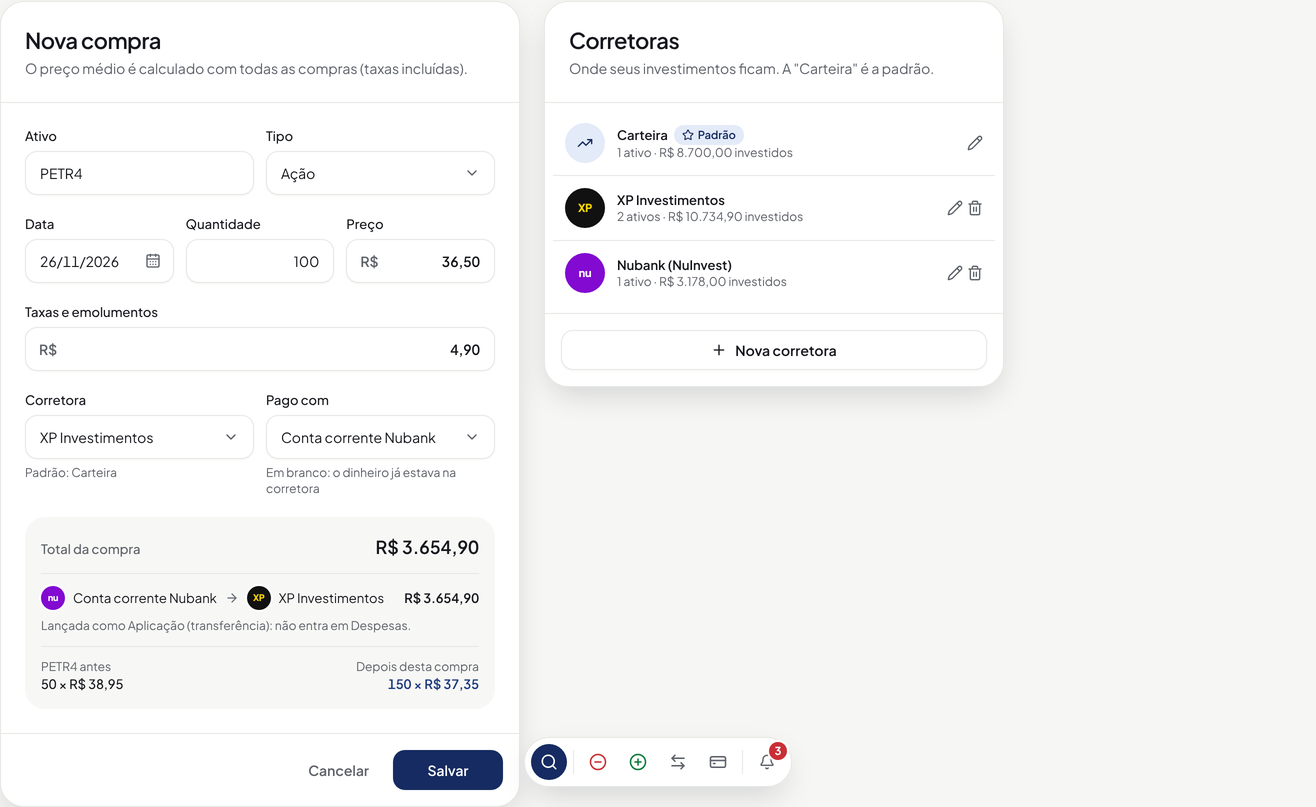 Nova compra
O preço médio é calculado com todas as compras (taxas incluídas).
Ativo
Tipo
PETR4
Ação
Data
Quantidade
Preço
26/11/2026
100
R$ 36,50
Taxas e emolumentos
R$ 4,90
Corretora
Pago com
XP Investimentos
Conta corrente Nubank
Padrão: Carteira
Em branco: o dinheiro já estava na
corretora
Total da compra
R$ 3.654,90
nu Conta corrente Nubank → XP XP Investimentos R$ 3.654,90
Lançada como Aplicação (transferência): não entra em Despesas.
PETR4 antes
Depois desta compra
50 × R$ 38,95
150 × R$ 37,35
Cancelar
Salvar
Corretoras
Onde seus investimentos ficam. A "Carteira" é a padrão.
Carteira
Padrão
1 ativo · R$ 8.700,00 investidos
XP
XP Investimentos
2 ativos · R$ 10.734,90 investidos
nu
Nubank (NuInvest)
1 ativo · R$ 3.178,00 investidos
+ Nova corretora
3